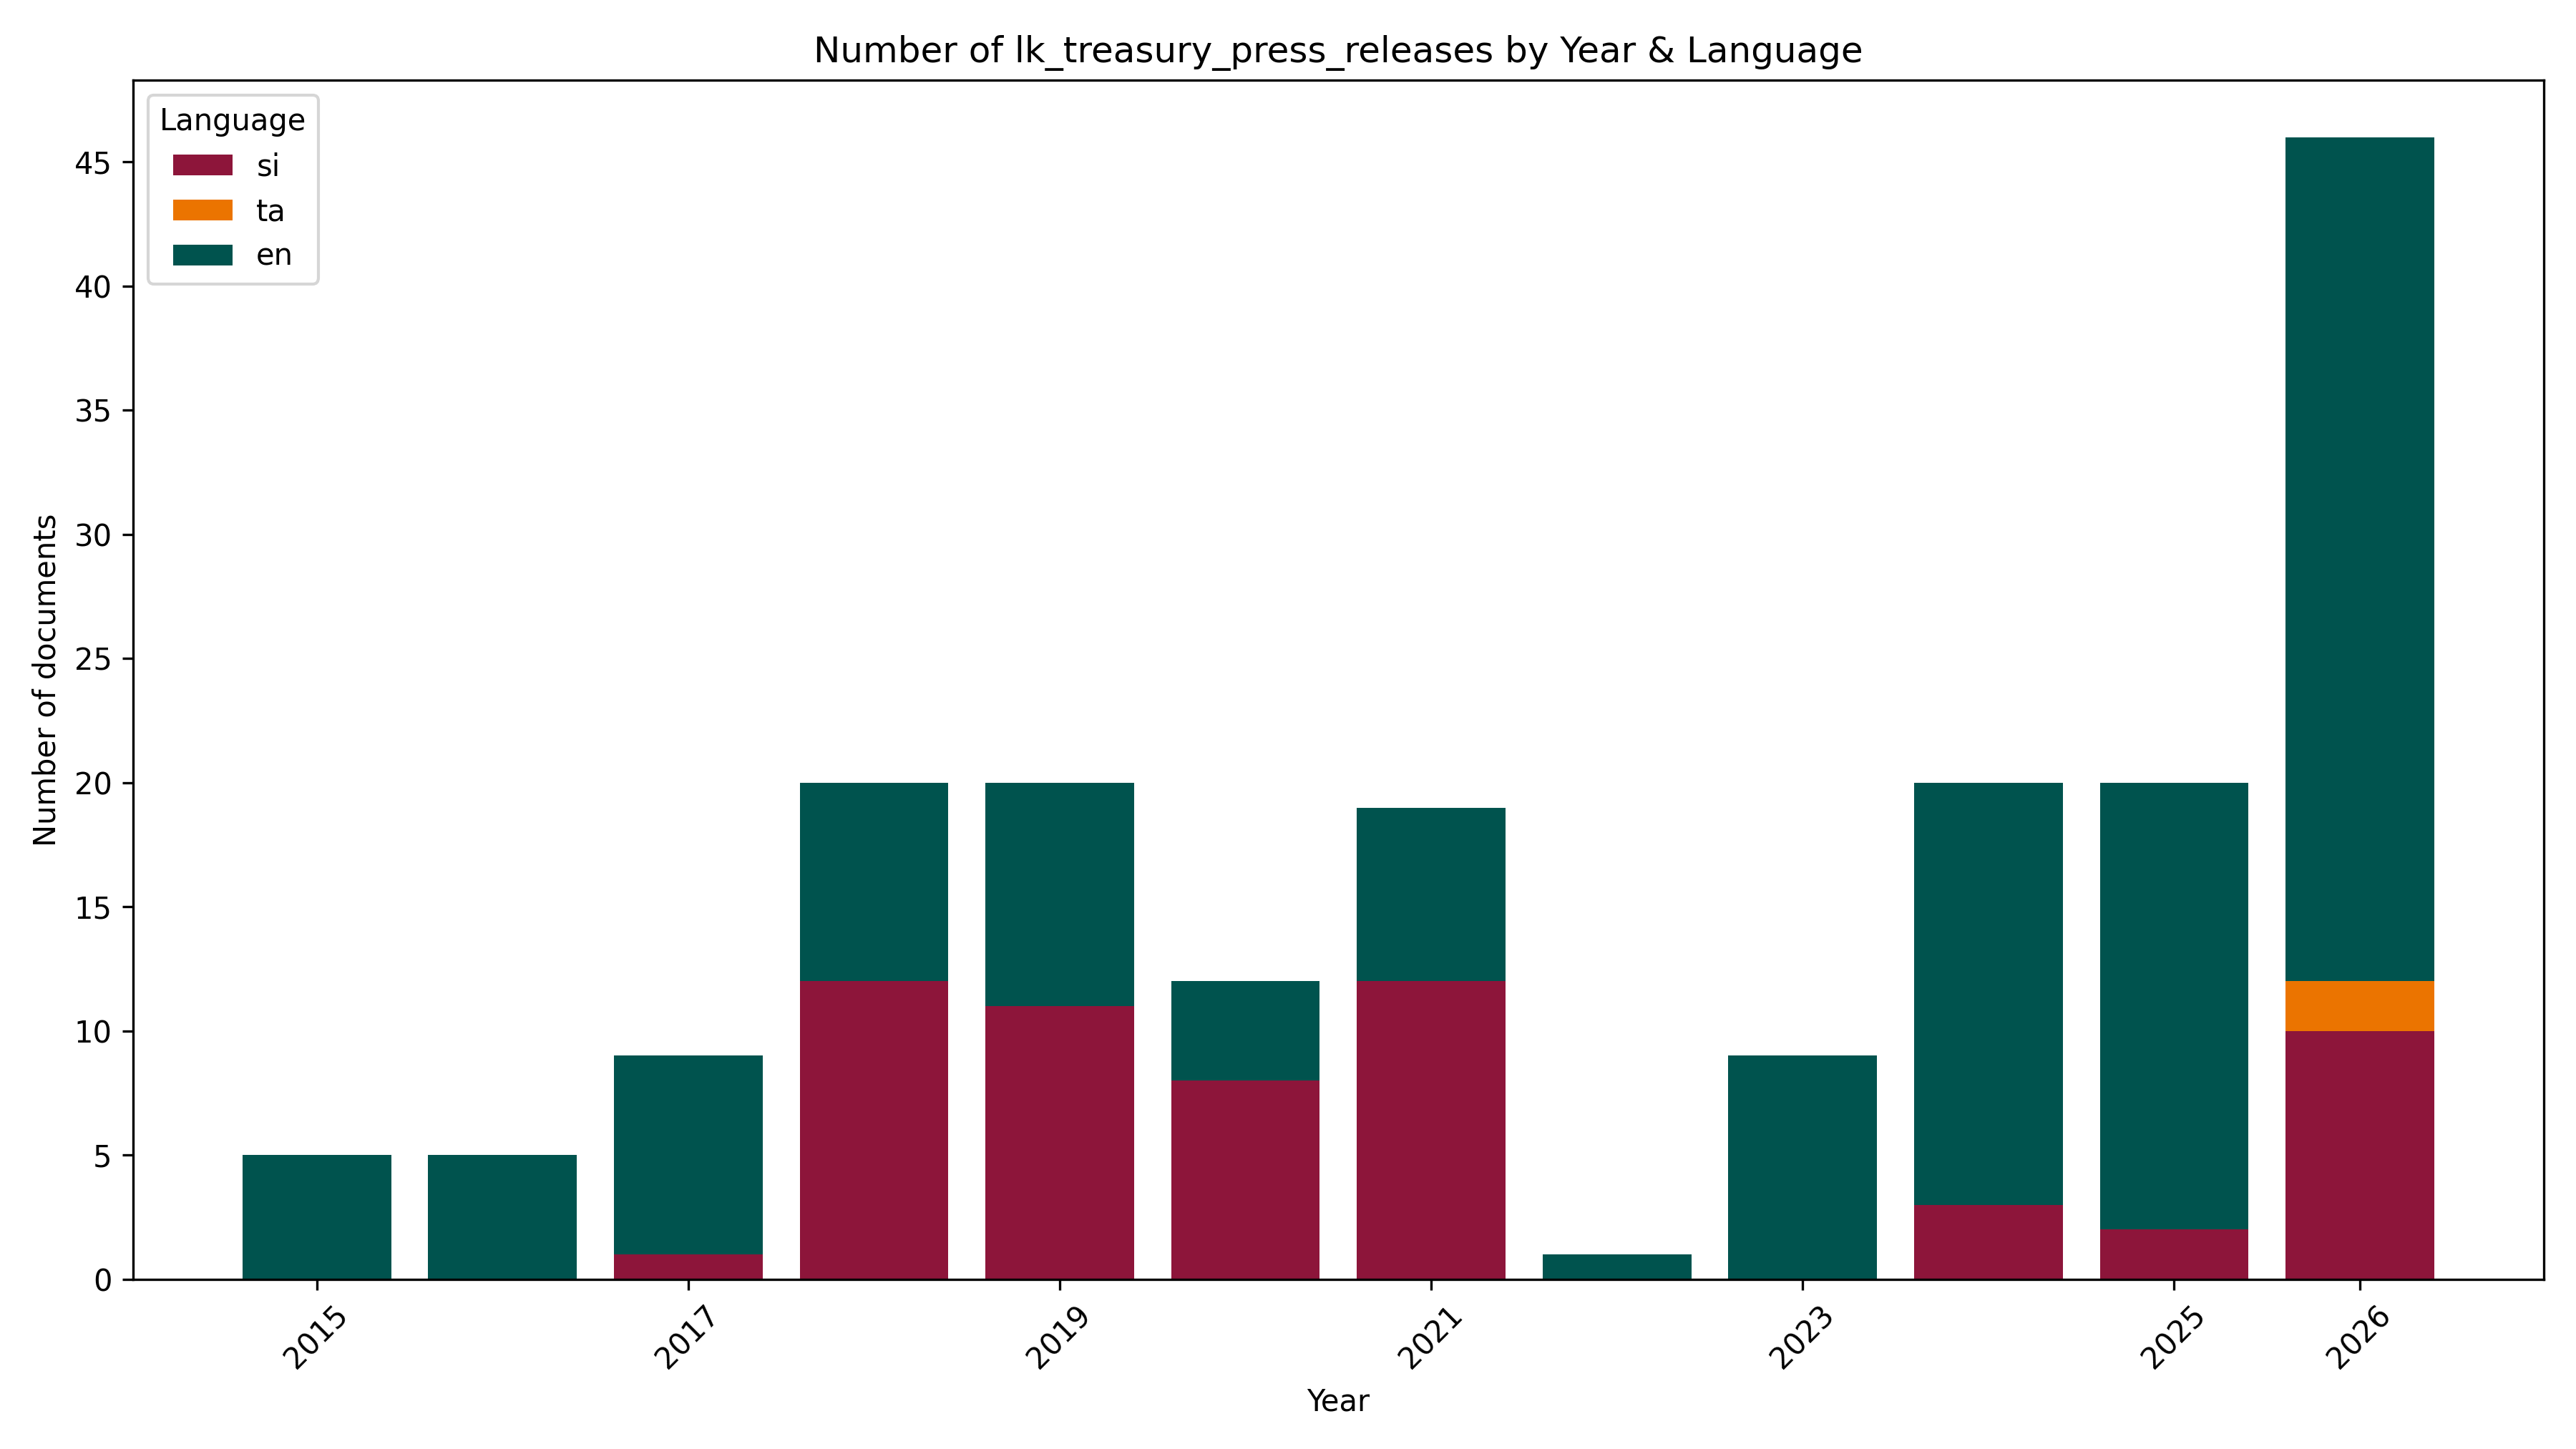 Number of lk_treasury_press_releases by Year & Language
Language
si
ta
en
Number of documents
45
40
35
30
25
20
15
10
5
0
2015
2017
2019
2021
2023
2025
2026
Year